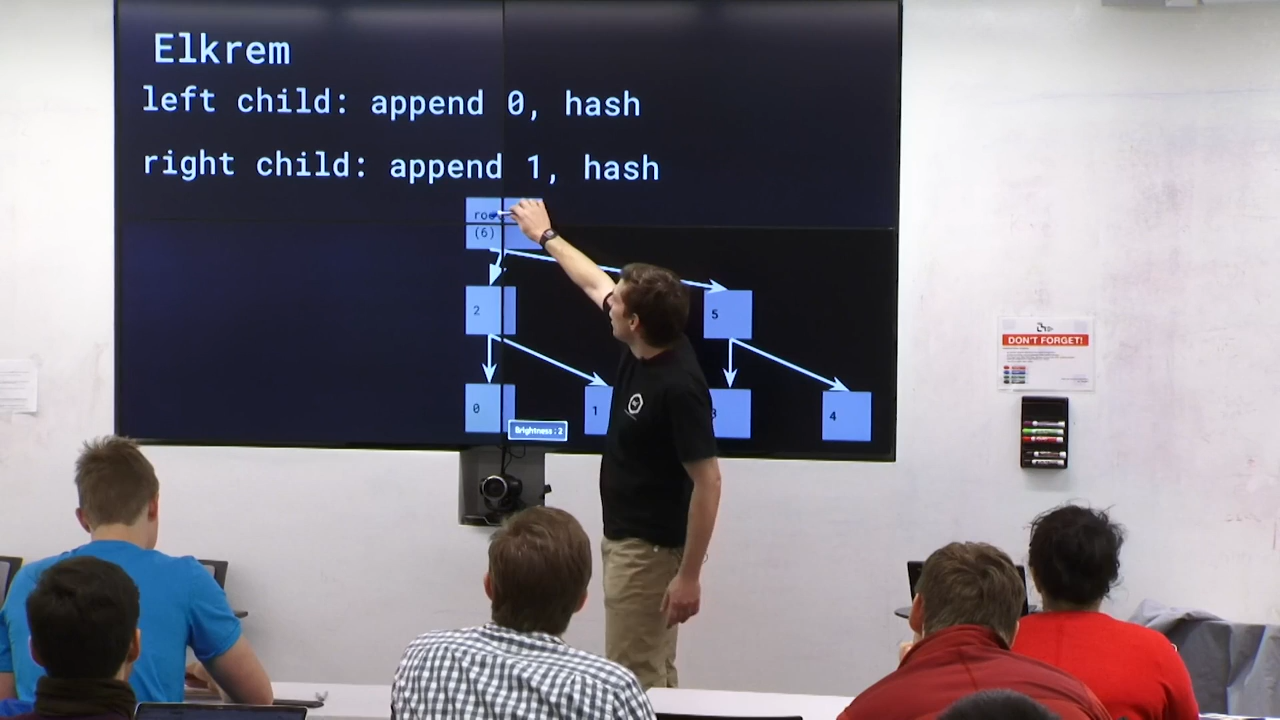 Elkrem
left child: append 0, hash
right child: append 1, hash
(6)
2
5
0
1
3
4
Brightness:2
DON'T FORGET!